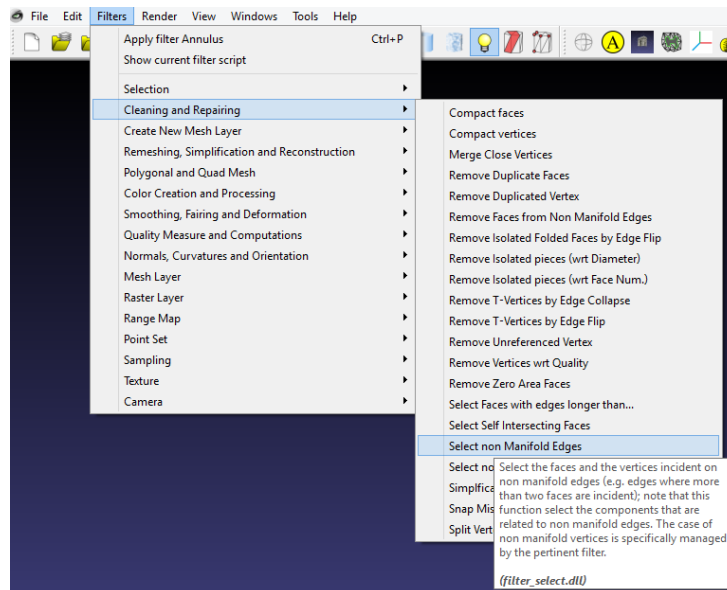 File Edit Filters Render View Windows Tools Help
Apply filter Annulus Ctrl+P
Show current filter script
Selection
Cleaning and Repairing
Create New Mesh Layer
Remeshing, Simplification and Reconstruction
Polygonal and Quad Mesh
Color Creation and Processing
Smoothing, Fairing and Deformation
Quality Measure and Computations
Normals, Curvatures and Orientation
Mesh Layer
Raster Layer
Range Map
Point Set
Sampling
Texture
Camera
A
Compact faces
Compact vertices
Merge Close Vertices
Remove Duplicate Faces
Remove Duplicated Vertex
Remove Faces from Non Manifold Edges
Remove Isolated Folded Faces by Edge Flip
Remove Isolated pieces (wrt Diameter)
Remove Isolated pieces (wrt Face Num.)
Remove T-Vertices by Edge Collapse
Remove T-Vertices by Edge Flip
Remove Unreferenced Vertex
Remove Vertices wrt Quality
Remove Zero Area Faces
Select Faces with edges longer than...
Select Self Intersecting Faces
Select non Manifold Edges
Select no
Simplfica
Snap Mis
Split Vert
Select the faces and the vertices incident on
non manifold edges (e.g. edges where more
than two faces are incident); note that this
function select the components that are
related to non manifold edges. The case of
non manifold vertices is specifically managed
by the pertinent filter.
(filter_select.dll)